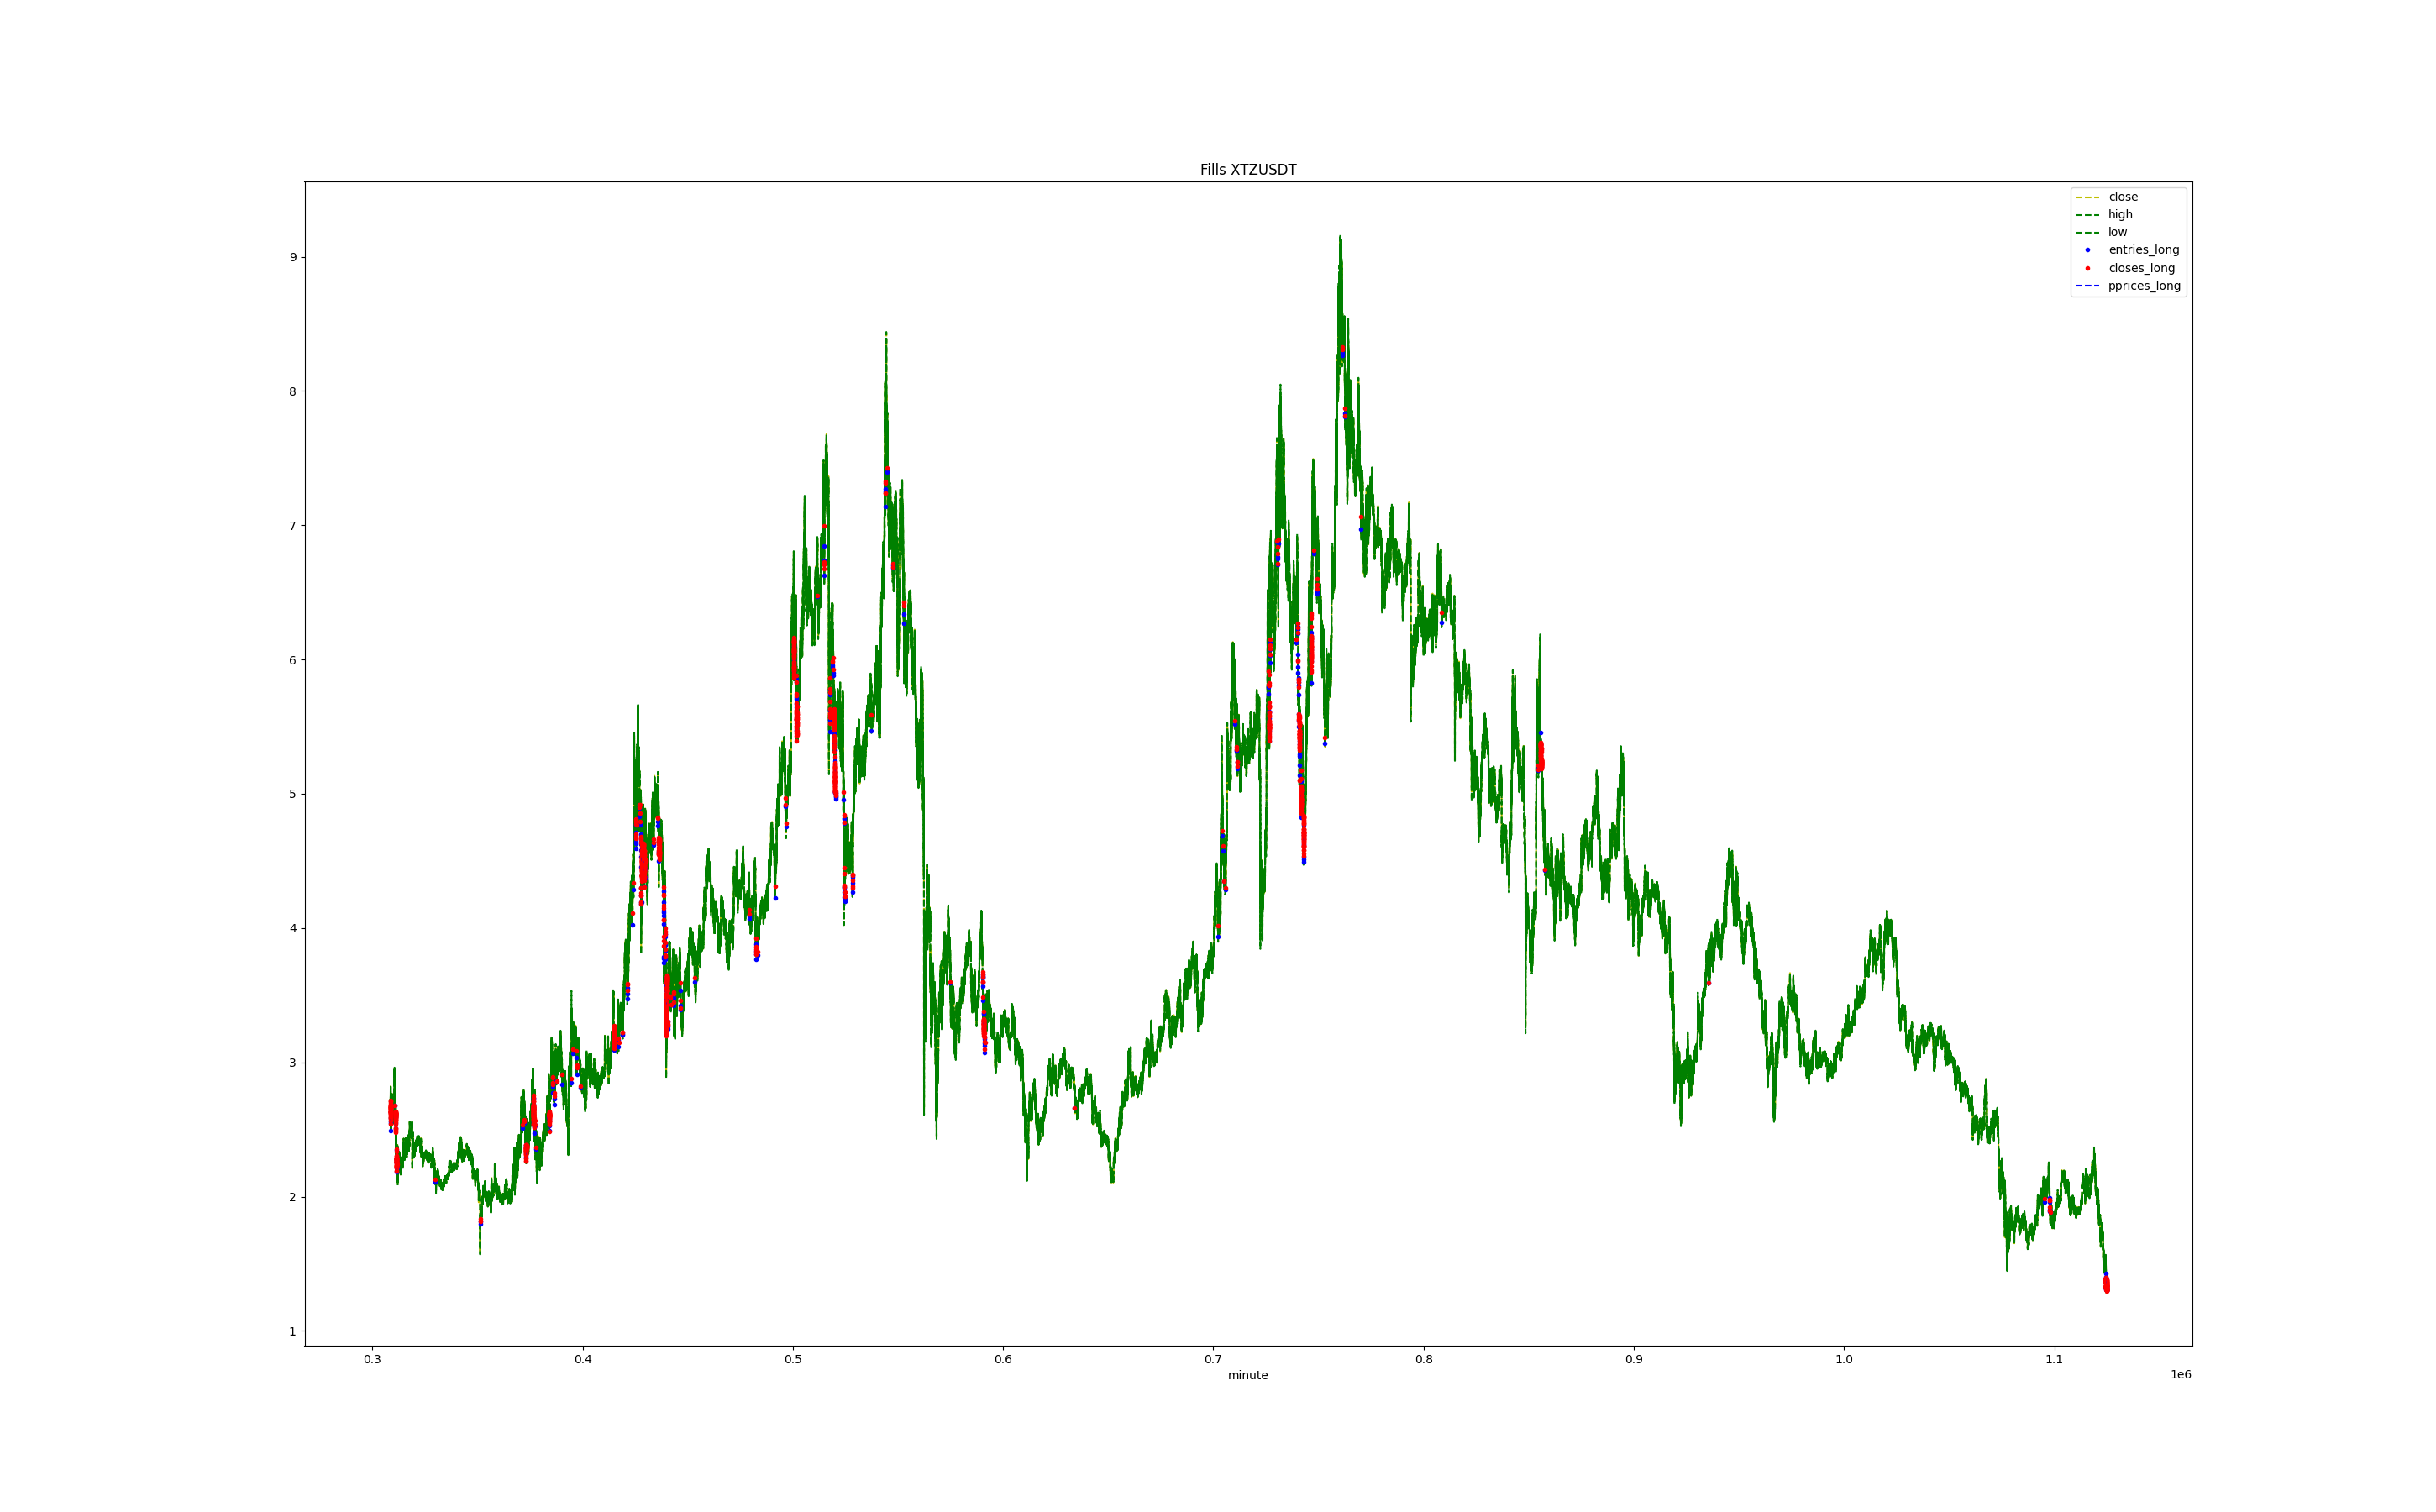 Fills XTZUSDT
close
high
low
entries_long
closes_long
pprices_long
9
8
7
6
5
4
3
2
1
0.3 0.4 0.5 0.6 0.7 0.8 0.9 1.0 1.1
minute
1e6